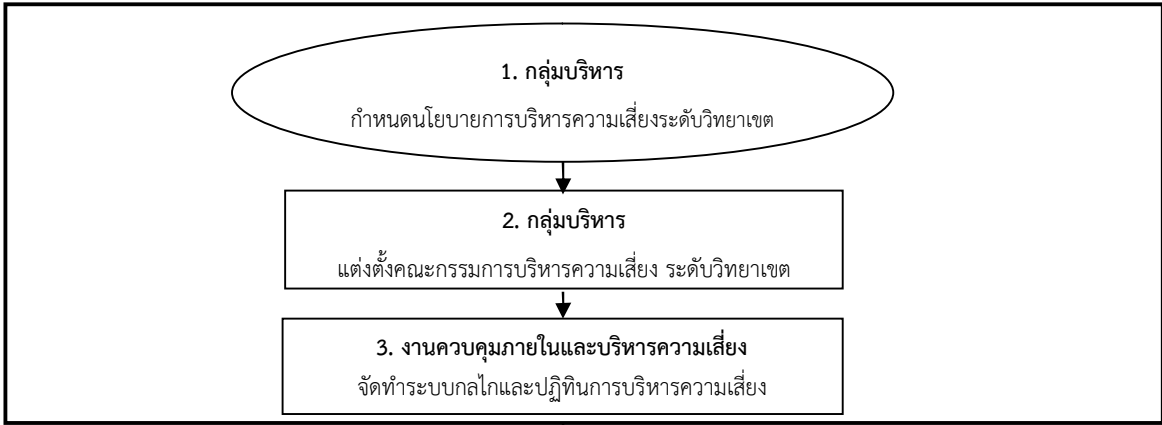 1. กลุ่มบริหาร
กำหนดนโยบายการบริหารความเสี่ยงระดับวิทยาเขต
2. กลุ่มบริหาร
แต่งตั้งคณะกรรมการบริหารความเสี่ยง ระดับวิทยาเขต
3. งานควบคุมภายในและบริหารความเสี่ยง
จัดทำระบบกลไกและปฏิทินการบริหารความเสี่ยง